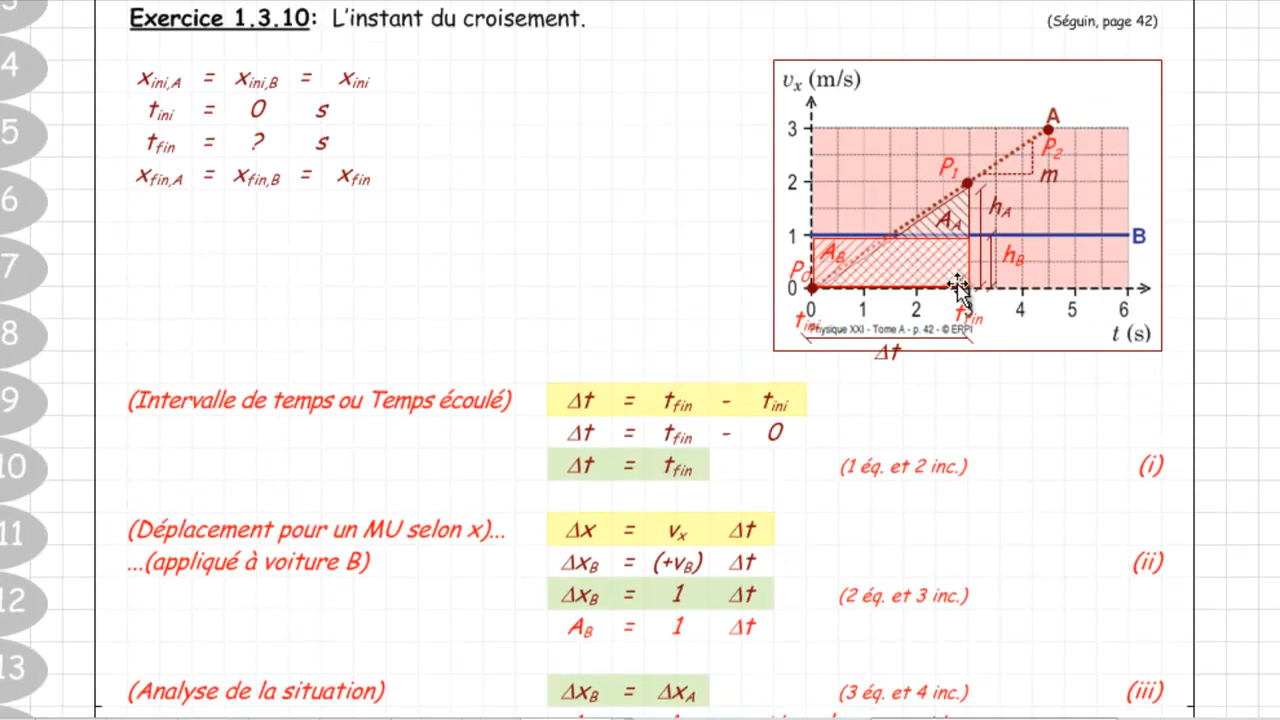 3
4
5
6
7
8
9
10
11
12
13
Exercice 1.3.10: L'instant du croisement.
(Séguin, page 42)
xini,A = xini,B = xini
tini = 0 s
tfin = ? s
xfin,A = xfin,B = xfin
vx (m/s)
A
3
P2
P1
m
2
hA
AA
1
B
AB
hB
P0
0
0 1 2 4 5 6
tini
tfin
Physique XXI - Tome A - p. 42 - © ERPI
t (s)
Δt
(Intervalle de temps ou Temps écoulé) Δt = tfin - tini
Δt = tfin - 0
Δt = tfin (1 éq. et 2 inc.) (i)
(Déplacement pour un MU selon x)... Δx = vx Δt
...(appliqué à voiture B) ΔxB = (+vB) Δt (ii)
ΔxB = 1 Δt (2 éq. et 3 inc.)
AB = 1 Δt
(Analyse de la situation) ΔxB = ΔxA (3 éq. et 4 inc.) (iii)